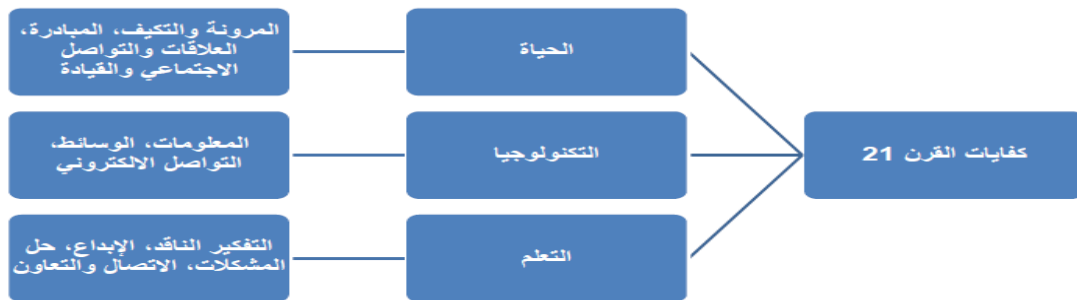 كفايات القرن 21
الحياة
المرونة والتكيف، المبادرة،
العلاقات والتواصل
الاجتماعي والقيادة
التكنولوجيا
المعلومات، الوسائط،
التواصل الالكتروني
التعلم
التفكير الناقد، الإبداع، حل
المشكلات، الاتصال والتعاون